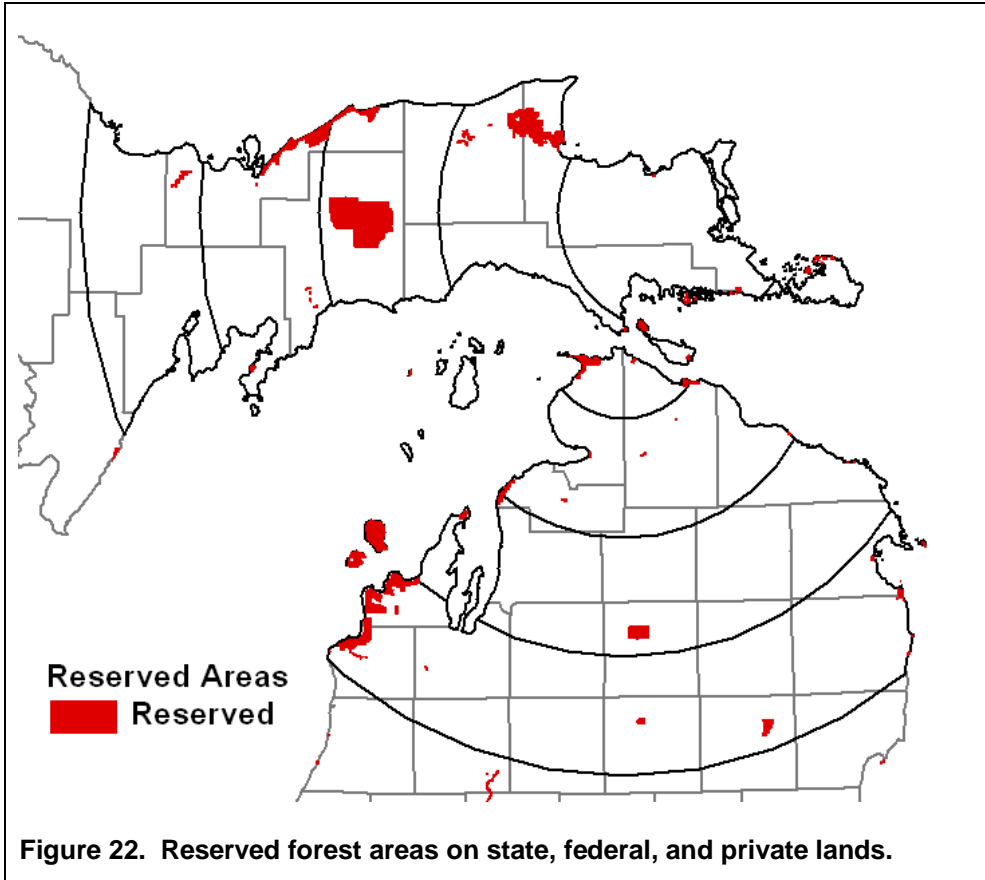 Reserved Areas
Reserved
Figure 22. Reserved forest areas on state, federal, and private lands.